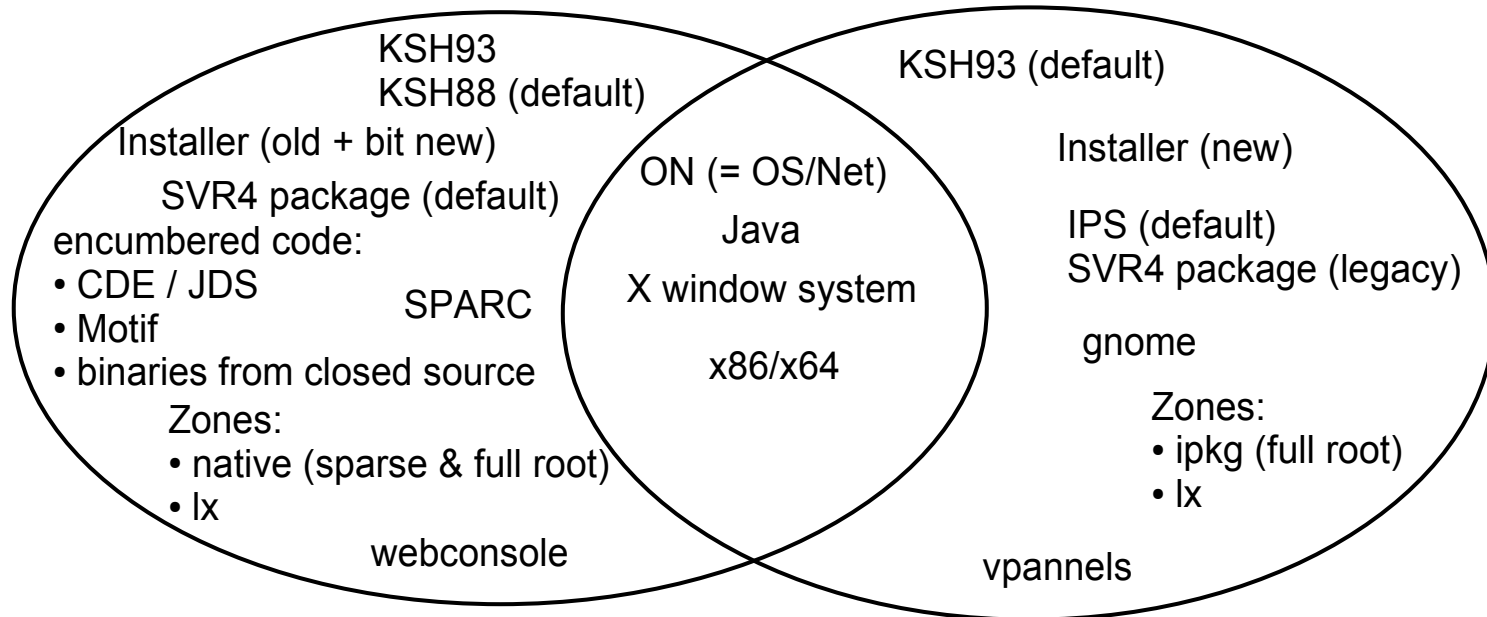 KSH93
KSH88 (default)
Installer (old + bit new)
SVR4 package (default)
encumbered code:
• CDE / JDS
• Motif
• binaries from closed source
SPARC
Zones:
• native (sparse & full root)
• lx
webconsole
ON (= OS/Net)
Java
X window system
x86/x64
KSH93 (default)
Installer (new)
IPS (default)
SVR4 package (legacy)
gnome
Zones:
• ipkg (full root)
• lx
vpannels